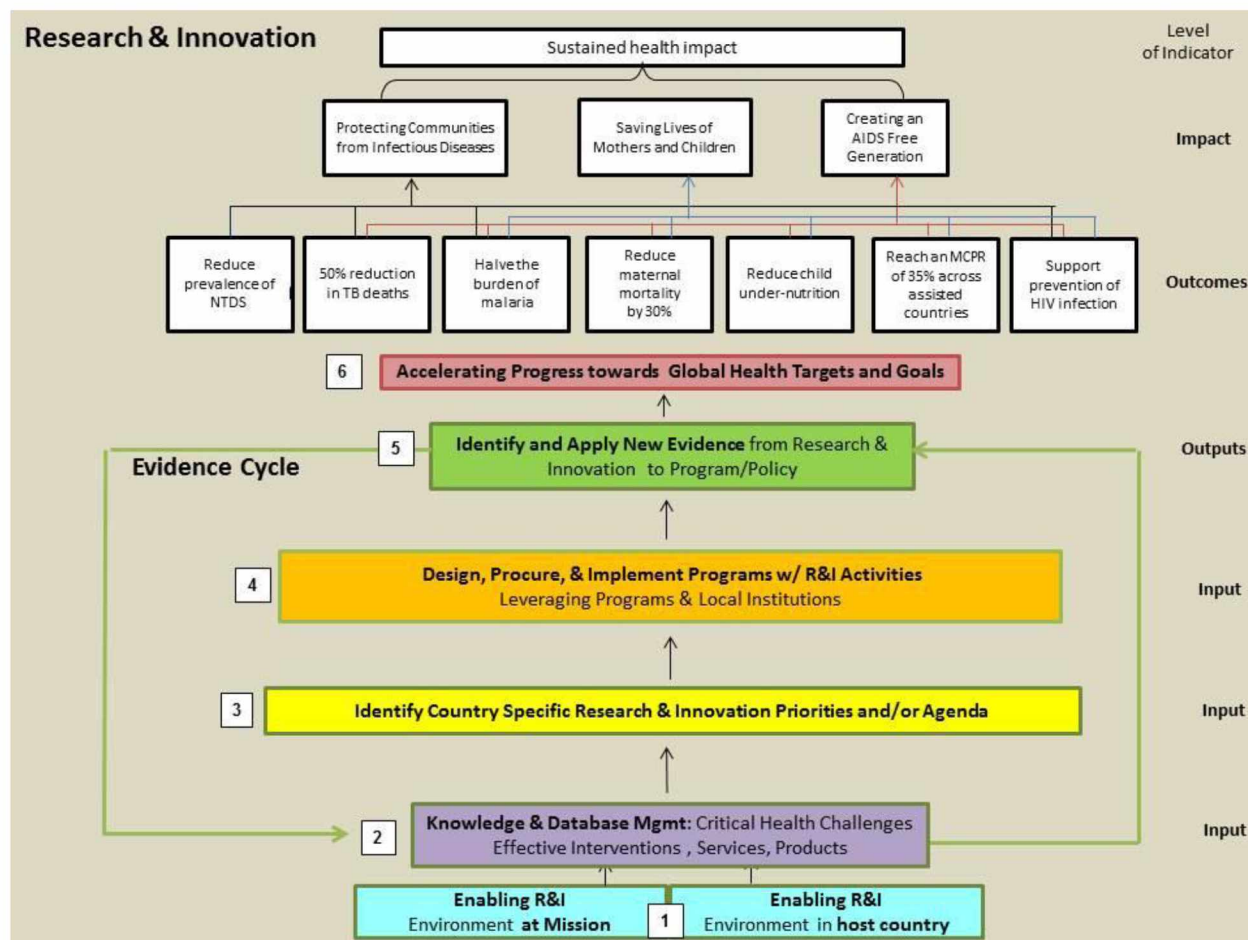 Research & Innovation
Level
of Indicator
Sustained health impact
Protecting Communities
from Infectious Diseases
Saving Lives of
Mothers and Children
Creating an
AIDS Free
Generation
Impact
Reduce
prevalence of
NTDS
50% reduction
in TB deaths
Halve the
burden of
malaria
Reduce
maternal
mortality
by 30%
Reduce child
under-nutrition
Reach an MCPR
of 35% across
assisted
countries
Support
prevention of
HIV infection
Outcomes
6
Accelerating Progress towards Global Health Targets and Goals
5
Identify and Apply New Evidence from Research &
Innovation to Program/Policy
Outputs
Evidence Cycle
4
Design, Procure, & Implement Programs w/ R&I Activities
Leveraging Programs & Local Institutions
Input
3
Identify Country Specific Research & Innovation Priorities and/or Agenda
Input
2
Knowledge & Database Mgmt: Critical Health Challenges
Effective Interventions , Services, Products
Input
Enabling R&I
Environment at Mission
1
Enabling R&I
Environment in host country